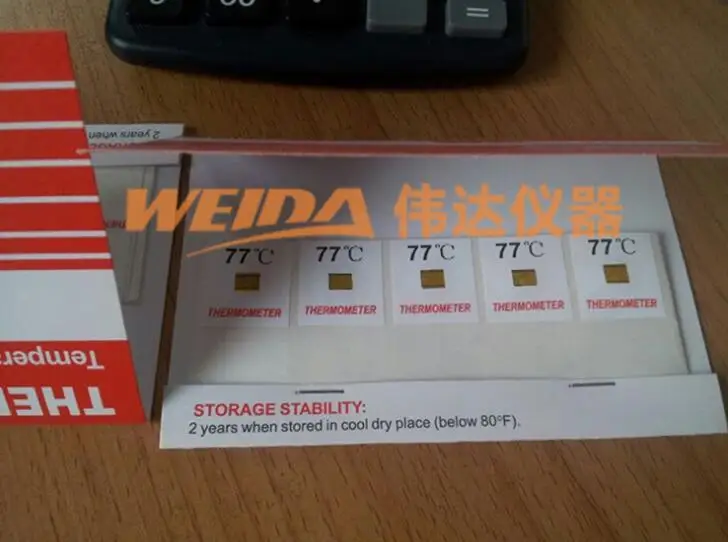 2 years when
WEIDA 伟达仪器
77℃ 77℃ 77℃ 77℃ 77℃
THERMOMETER THERMOMETER THERMOMETER THERMOMETER THERMOMETER
Tempera
THE
STORAGE STABILITY:
2 years when stored in cool dry place (below 80°F).